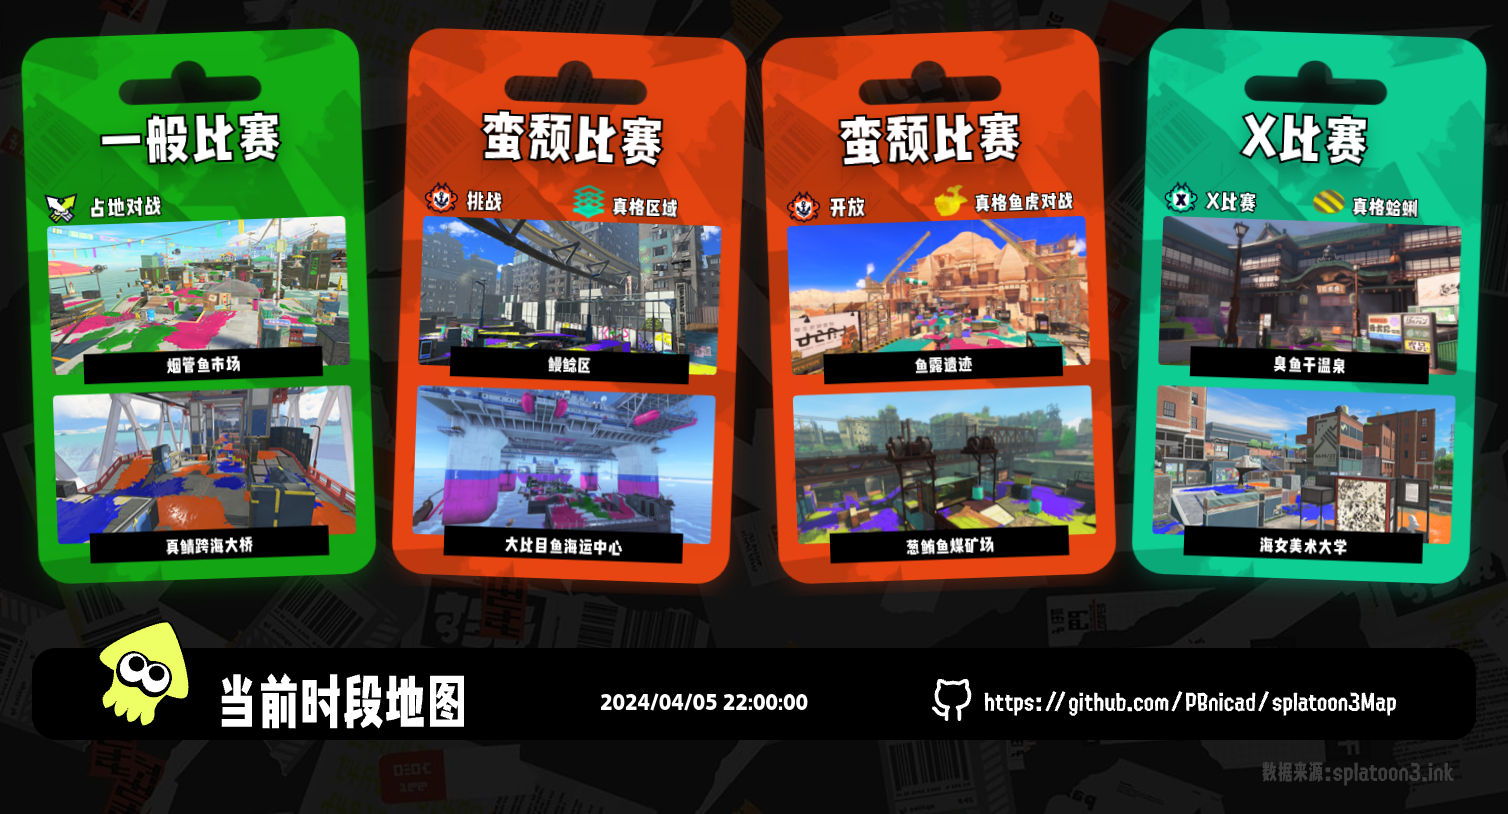 一般比赛
占地对战
烟管鱼市场
真鲭跨海大桥
蛮颓比赛
挑战
真格区域
鳗鲶区
大比目鱼海运中心
蛮颓比赛
开放
真格鱼虎对战
鱼露遗迹
葱鲔鱼煤矿场
X比赛
X比赛
真格蛤蜊
臭鱼干温泉
海女美术大学
当前时段地图
2024/04/05 22:00:00
https://github.com/PBnicad/splatoon3Map
数据来源:splatoon3.ink